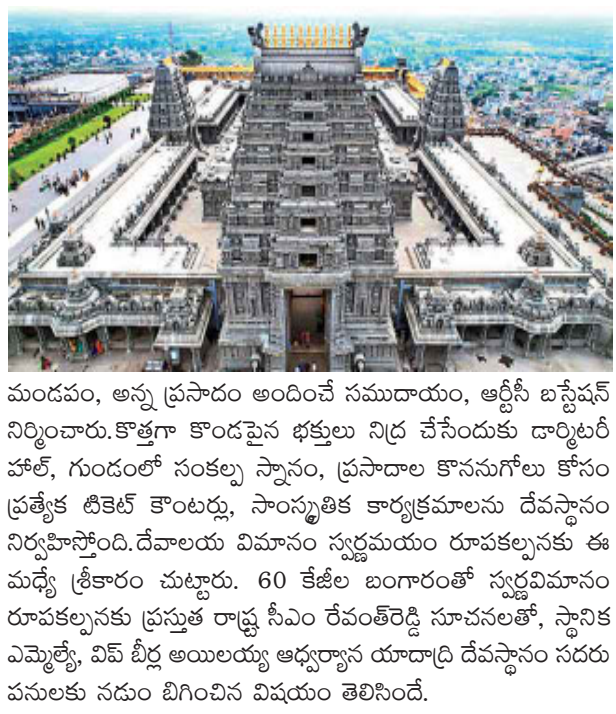 మండపం, అన్న ప్రసాదం అందించే సముదాయం, ఆర్టీసీ బస్టేషన్
నిర్మించారు.కొత్తగా కొండపైన భక్తులు నిద్ర చేసేందుకు డార్మిటరీ
హాల్, గుండంలో సంకల్ప స్నానం, ప్రసాదాల కొననుగోలు కోసం
ప్రత్యేక టికెట్ కౌంటర్లు, సాంస్కృతిక కార్యక్రమాలను దేవస్థానం
నిర్వహిస్తోంది.దేవాలయ విమానం స్వర్ణమయం రూపకల్పనకు ఈ
మధ్యే శ్రీకారం చుట్టారు. 60 కేజీల బంగారంతో స్వర్ణవిమానం
రూపకల్పనకు ప్రస్తుత రాష్ట్ర సీఎం రేవంత్‌రెడ్డి సూచనలతో, స్థానిక
ఎమ్మెల్యే, విప్ బీర్ల అయిలయ్య ఆధ్వర్యాన యాదాద్రి దేవస్థానం సదరు
పనులకు నడుం బిగించిన విషయం తెలిసిందే.